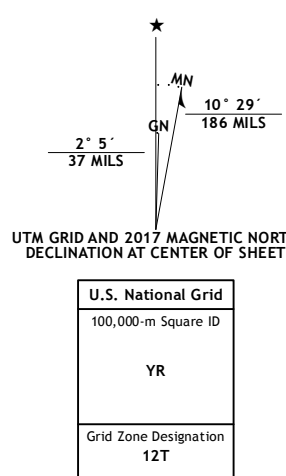 ★
MN
GN
10° 29´
186 MILS
2° 5´
37 MILS
UTM GRID AND 2017 MAGNETIC NORT
DECLINATION AT CENTER OF SHEET
U.S. National Grid
100,000-m Square ID
YR
Grid Zone Designation
12T